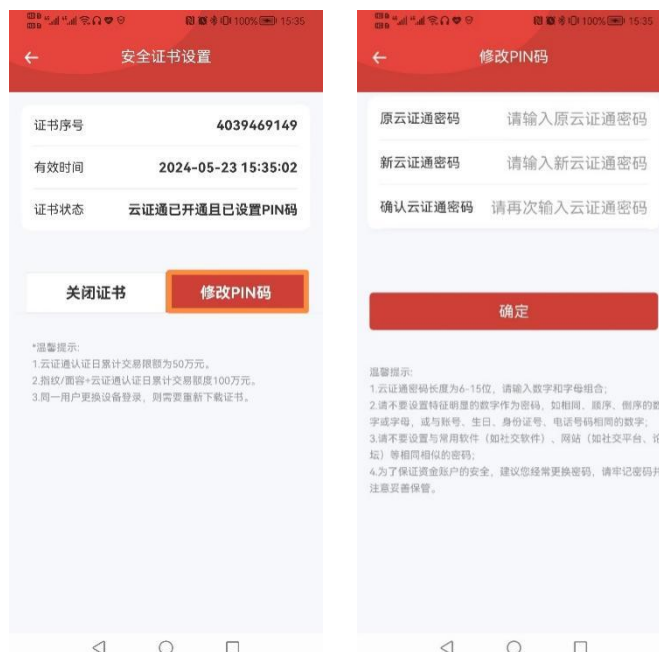 100% 15:35
安全证书设置
证书序号 4039469149
有效时间 2024-05-23 15:35:02
证书状态 云证通已开通且已设置PIN码
关闭证书 修改PIN码
*温馨提示:
1.云证通认证日累计交易限额为50万元。
2.指纹/面容+云证通认证日累计交易额度100万元。
3.同一用户更换设备登录，则需要重新下载证书。
100% 15:35
修改PIN码
原云证通密码 请输入原云证通密码
新云证通密码 请输入新云证通密码
确认云证通密码 请再次输入云证通密码
确定
温馨提示:
1.云证通密码长度为6-15位，请输入数字和字母组合;
2.请不要设置特征明显的数字作为密码，如相同、顺序、倒序的数
字或字母，或与账号、生日、身份证号、电话号码相同的数字;
3.请不要设置与常用软件（如社交软件）、网站（如社交平台、论
坛）等相同相似的密码;
4.为了保证资金账户的安全，建议您经常更换密码，请牢记密码并
注意妥善保管。